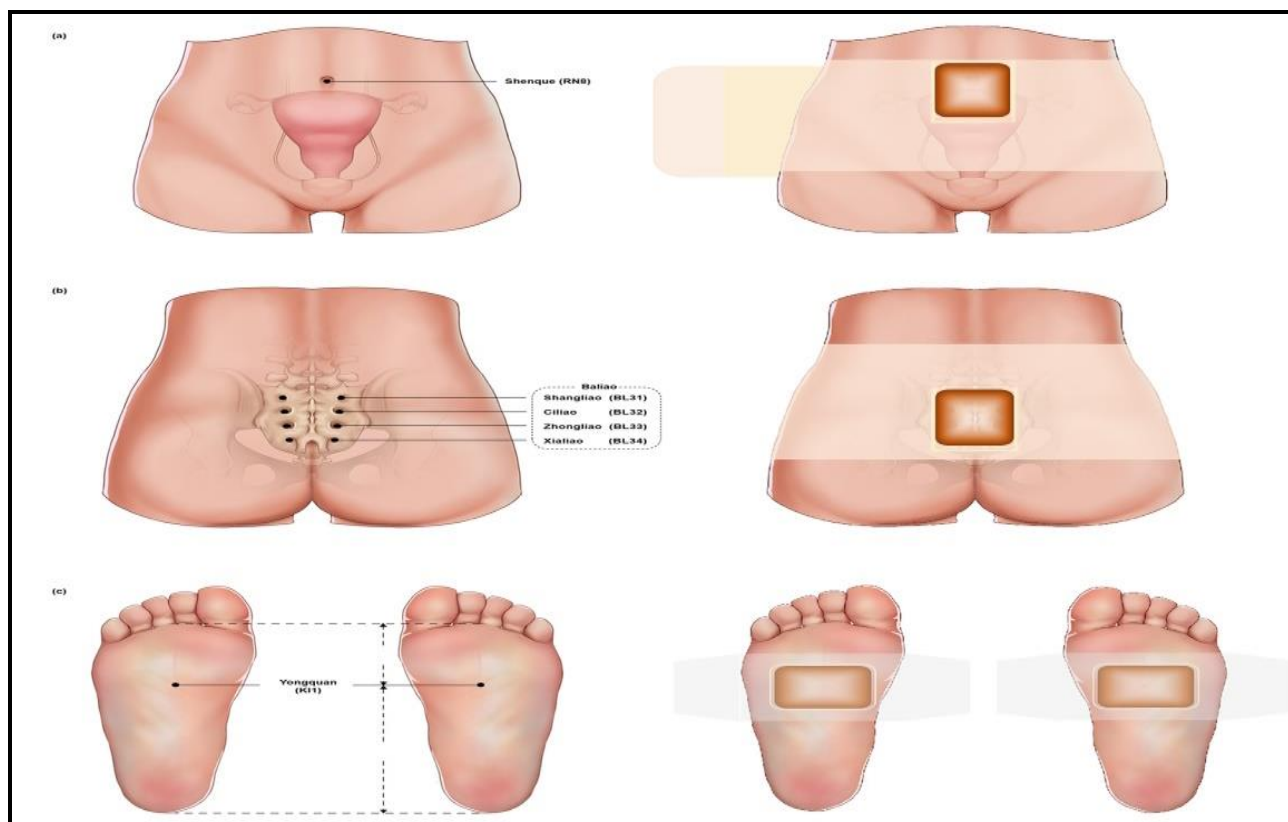 (a)
Shenque (RN8)
(b)
Baliao
Shangliao (BL31)
Ciliao (BL32)
Zhongliao (BL33)
Xialiao (BL34)
(c)
Yongquan
(KI1)